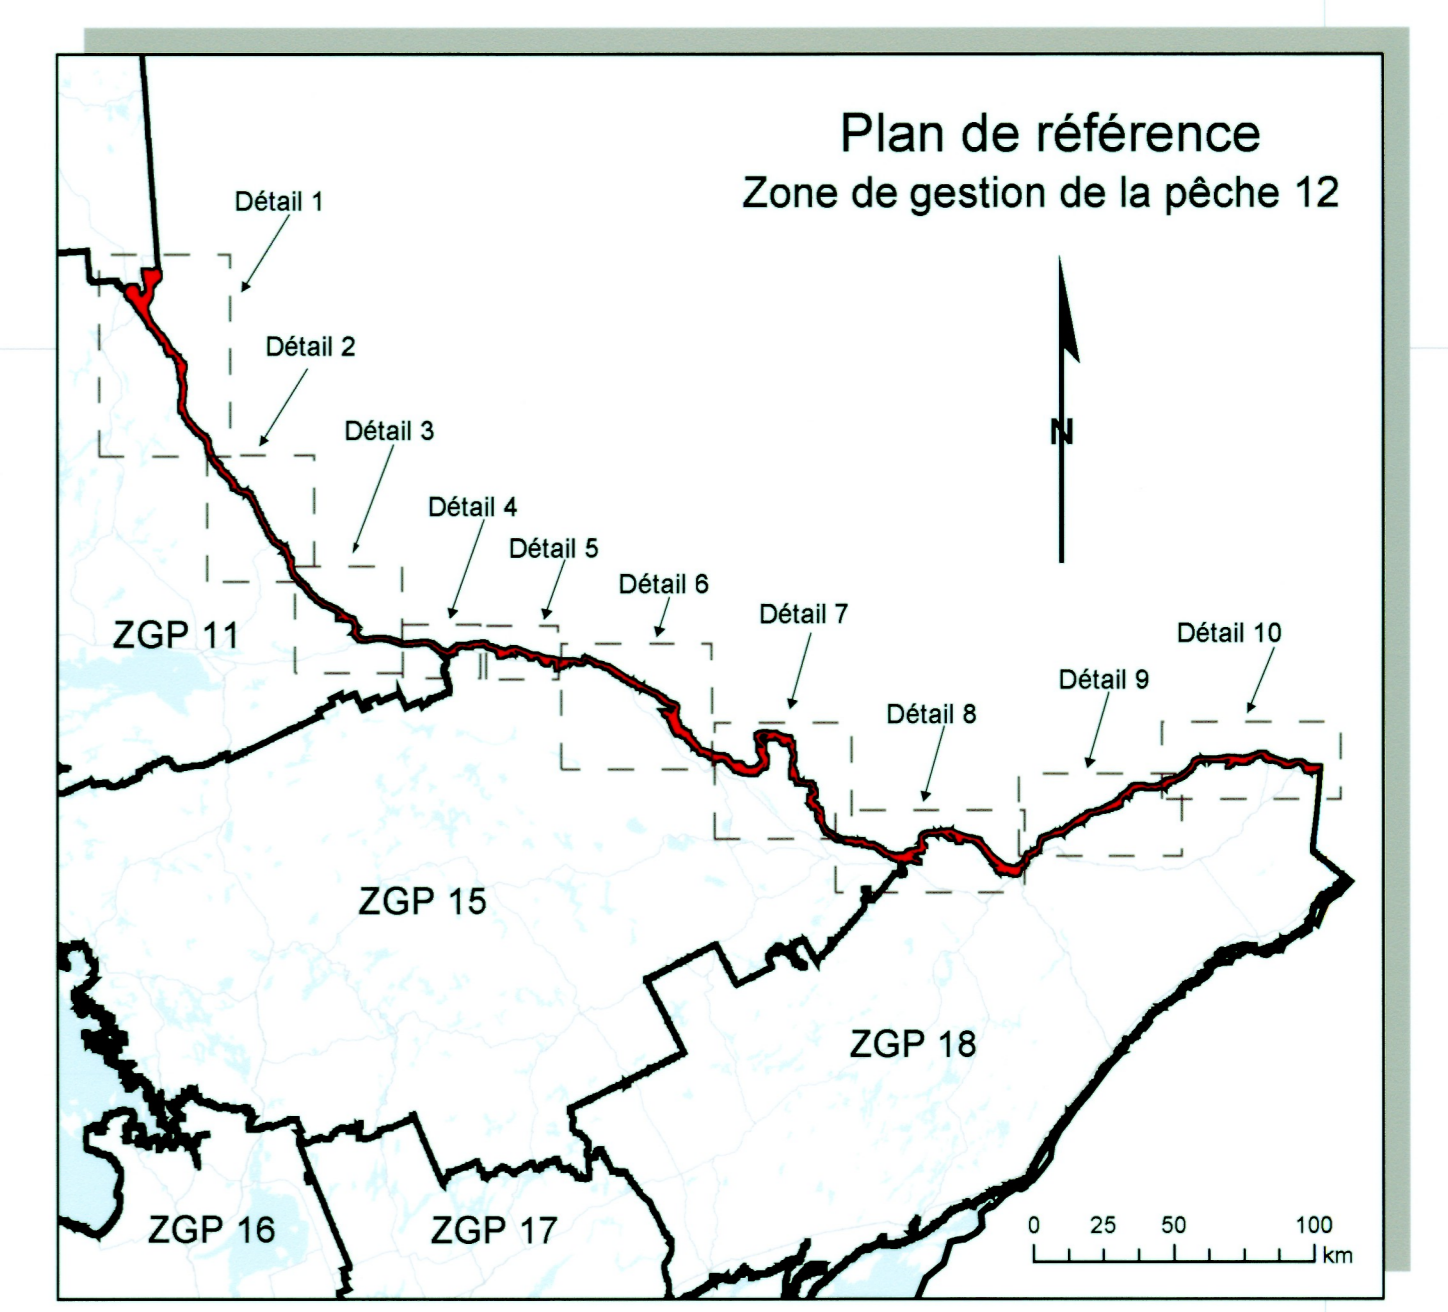 Plan de référence
Zone de gestion de la pêche 12
Détail 1
Détail 2
Détail 3
N
Détail 4
Détail 5
Détail 6
Détail 7
Détail 10
ZGP 11
Détail 9
Détail 8
ZGP 15
ZGP 18
ZGP 16
ZGP 17
0 25 50 100
km